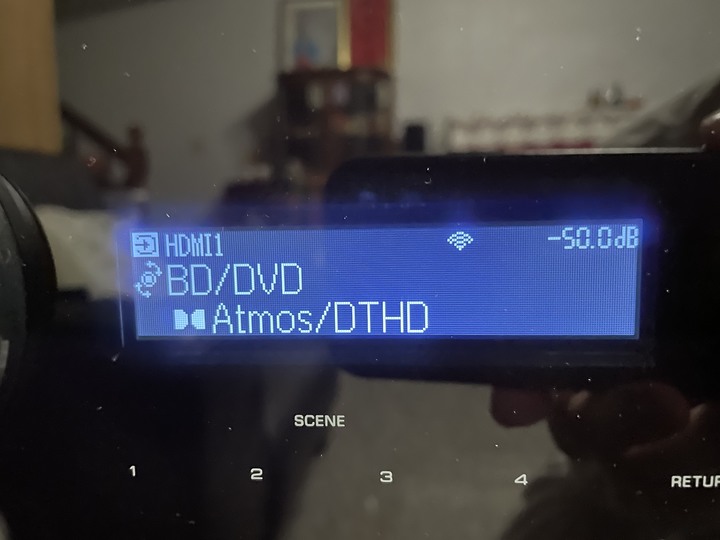 HDMI1 -50.0dB
BD/DVD
Atmos/DTHD
SCENE
1 2 3 4 RETUR